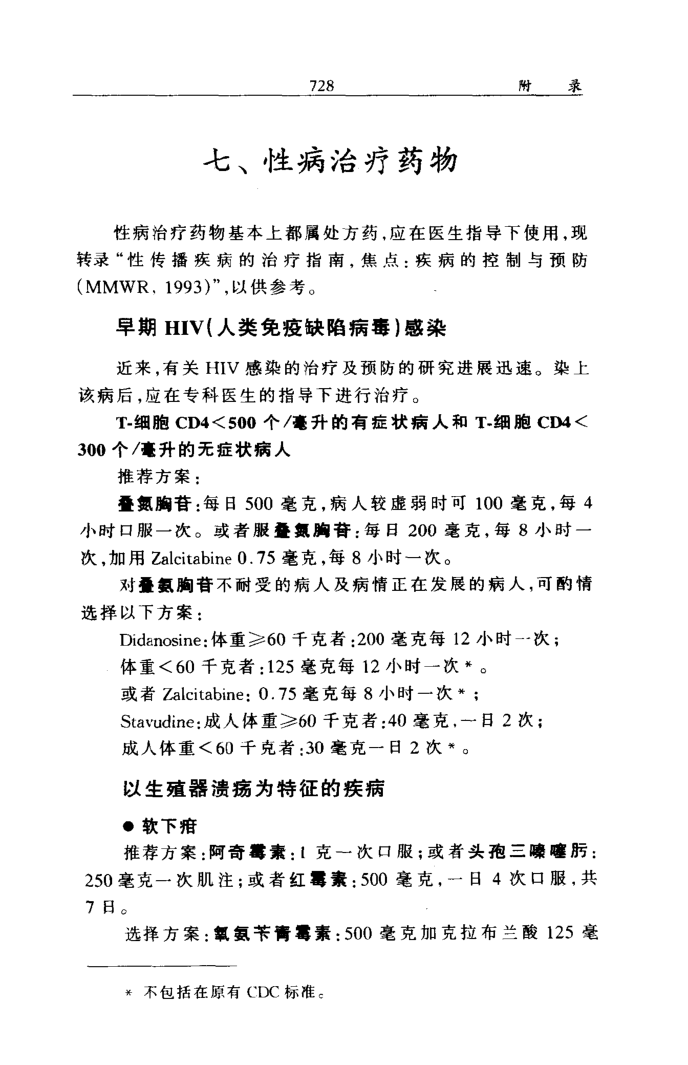 728 附 录
七、性病治疗药物
性病治疗药物基本上都属处方药,应在医生指导下使用,现
转录“性传播疾病的治疗指南,焦点:疾病的控制与预防
(MMWR, 1993)”,以供参考。
早期 HIV(人类免疫缺陷病毒)感染
近来,有关 HIV 感染的治疗及预防的研究进展迅速。染上
该病后,应在专科医生的指导下进行治疗。
T-细胞 CD4<500 个/毫升的有症状病人和 T-细胞 CD4<
300 个/毫升的无症状病人
推荐方案:
叠氮胸苷:每日 500 毫克,病人较虚弱时可 100 毫克,每 4
小时口服一次。或者服叠氮胸苷:每日 200 毫克,每 8 小时一
次,加用 Zalcitabine 0.75 毫克,每 8 小时一次。
对叠氨胸苷不耐受的病人及病情正在发展的病人,可酌情
选择以下方案:
Didanosine:体重≥60 千克者:200 毫克每 12 小时一次;
体重<60 千克者:125 毫克每 12 小时一次*。
或者 Zalcitabine: 0.75 毫克每 8 小时一次*;
Stavudine:成人体重≥60 千克者:40 毫克,一日 2 次;
成人体重<60 千克者:30 毫克一日 2 次*。
以生殖器溃疡为特征的疾病
● 软下疳
推荐方案:阿奇霉素:1 克一次口服;或者头孢三嗪噻肟:
250 毫克一次肌注;或者红霉素:500 毫克,一日 4 次口服,共
7 日。
选择方案:氧氨苄青霉素:500 毫克加克拉布兰酸 125 毫
* 不包括在原有 CDC 标准。